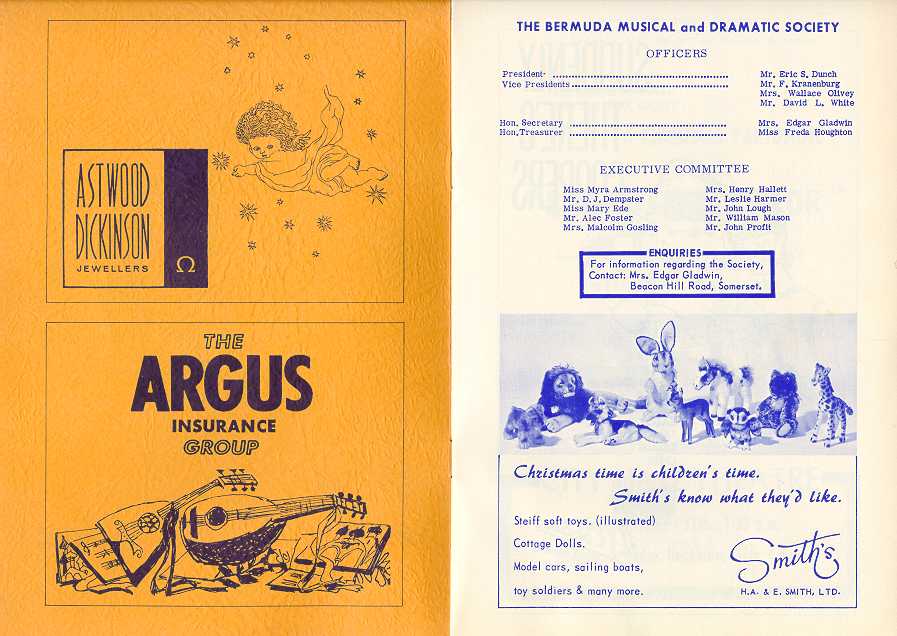 ASTWOOD
DICKINSON
JEWELLERS
Ω
THE
ARGUS
INSURANCE
GROUP
THE BERMUDA MUSICAL and DRAMATIC SOCIETY
OFFICERS
President- ........ Mr. Eric S. Dunch
Vice Presidents ........ Mr. F. Kranenburg
Mrs. Wallace Olivey
Mr. David L. White
Hon. Secretary ........ Mrs. Edgar Gladwin
Hon. Treasurer ........ Miss Freda Houghton
EXECUTIVE COMMITTEE
Miss Myra Armstrong Mrs. Henry Hallett
Mr. D. J. Dempster Mr. Leslie Harmer
Miss Mary Ede Mr. John Lough
Mr. Alec Foster Mr. William Mason
Mrs. Malcolm Gosling Mr. John Profit
ENQUIRIES
For information regarding the Society,
Contact: Mrs. Edgar Gladwin,
Beacon Hill Road, Somerset.
Christmas time is children's time.
Smith's know what they'd like.
Steiff soft toys. (illustrated)
Cottage Dolls.
Model cars, sailing boats,
toy soldiers & many more.
Smith's
H.A. & E. SMITH, LTD.